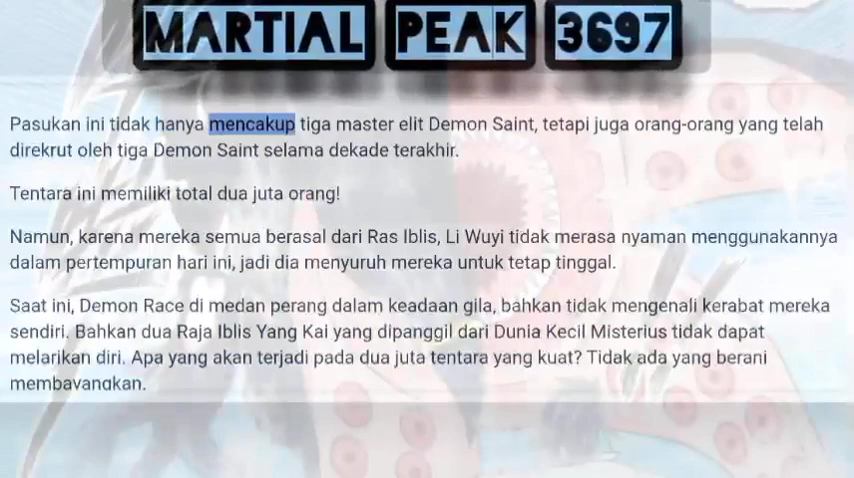 MARTIAL PEAK 3697
Pasukan ini tidak hanya mencakup tiga master elit Demon Saint, tetapi juga orang-orang yang telah
direkrut oleh tiga Demon Saint selama dekade terakhir.
Tentara ini memiliki total dua juta orang!
Namun, karena mereka semua berasal dari Ras Iblis, Li Wuyi tidak merasa nyaman menggunakannya
dalam pertempuran hari ini, jadi dia menyuruh mereka untuk tetap tinggal.
Saat ini, Demon Race di medan perang dalam keadaan gila, bahkan tidak mengenali kerabat mereka
sendiri. Bahkan dua Raja Iblis Yang Kai yang dipanggil dari Dunia Kecil Misterius tidak dapat
melarikan diri. Apa yang akan terjadi pada dua juta tentara yang kuat? Tidak ada yang berani
membayangkan.